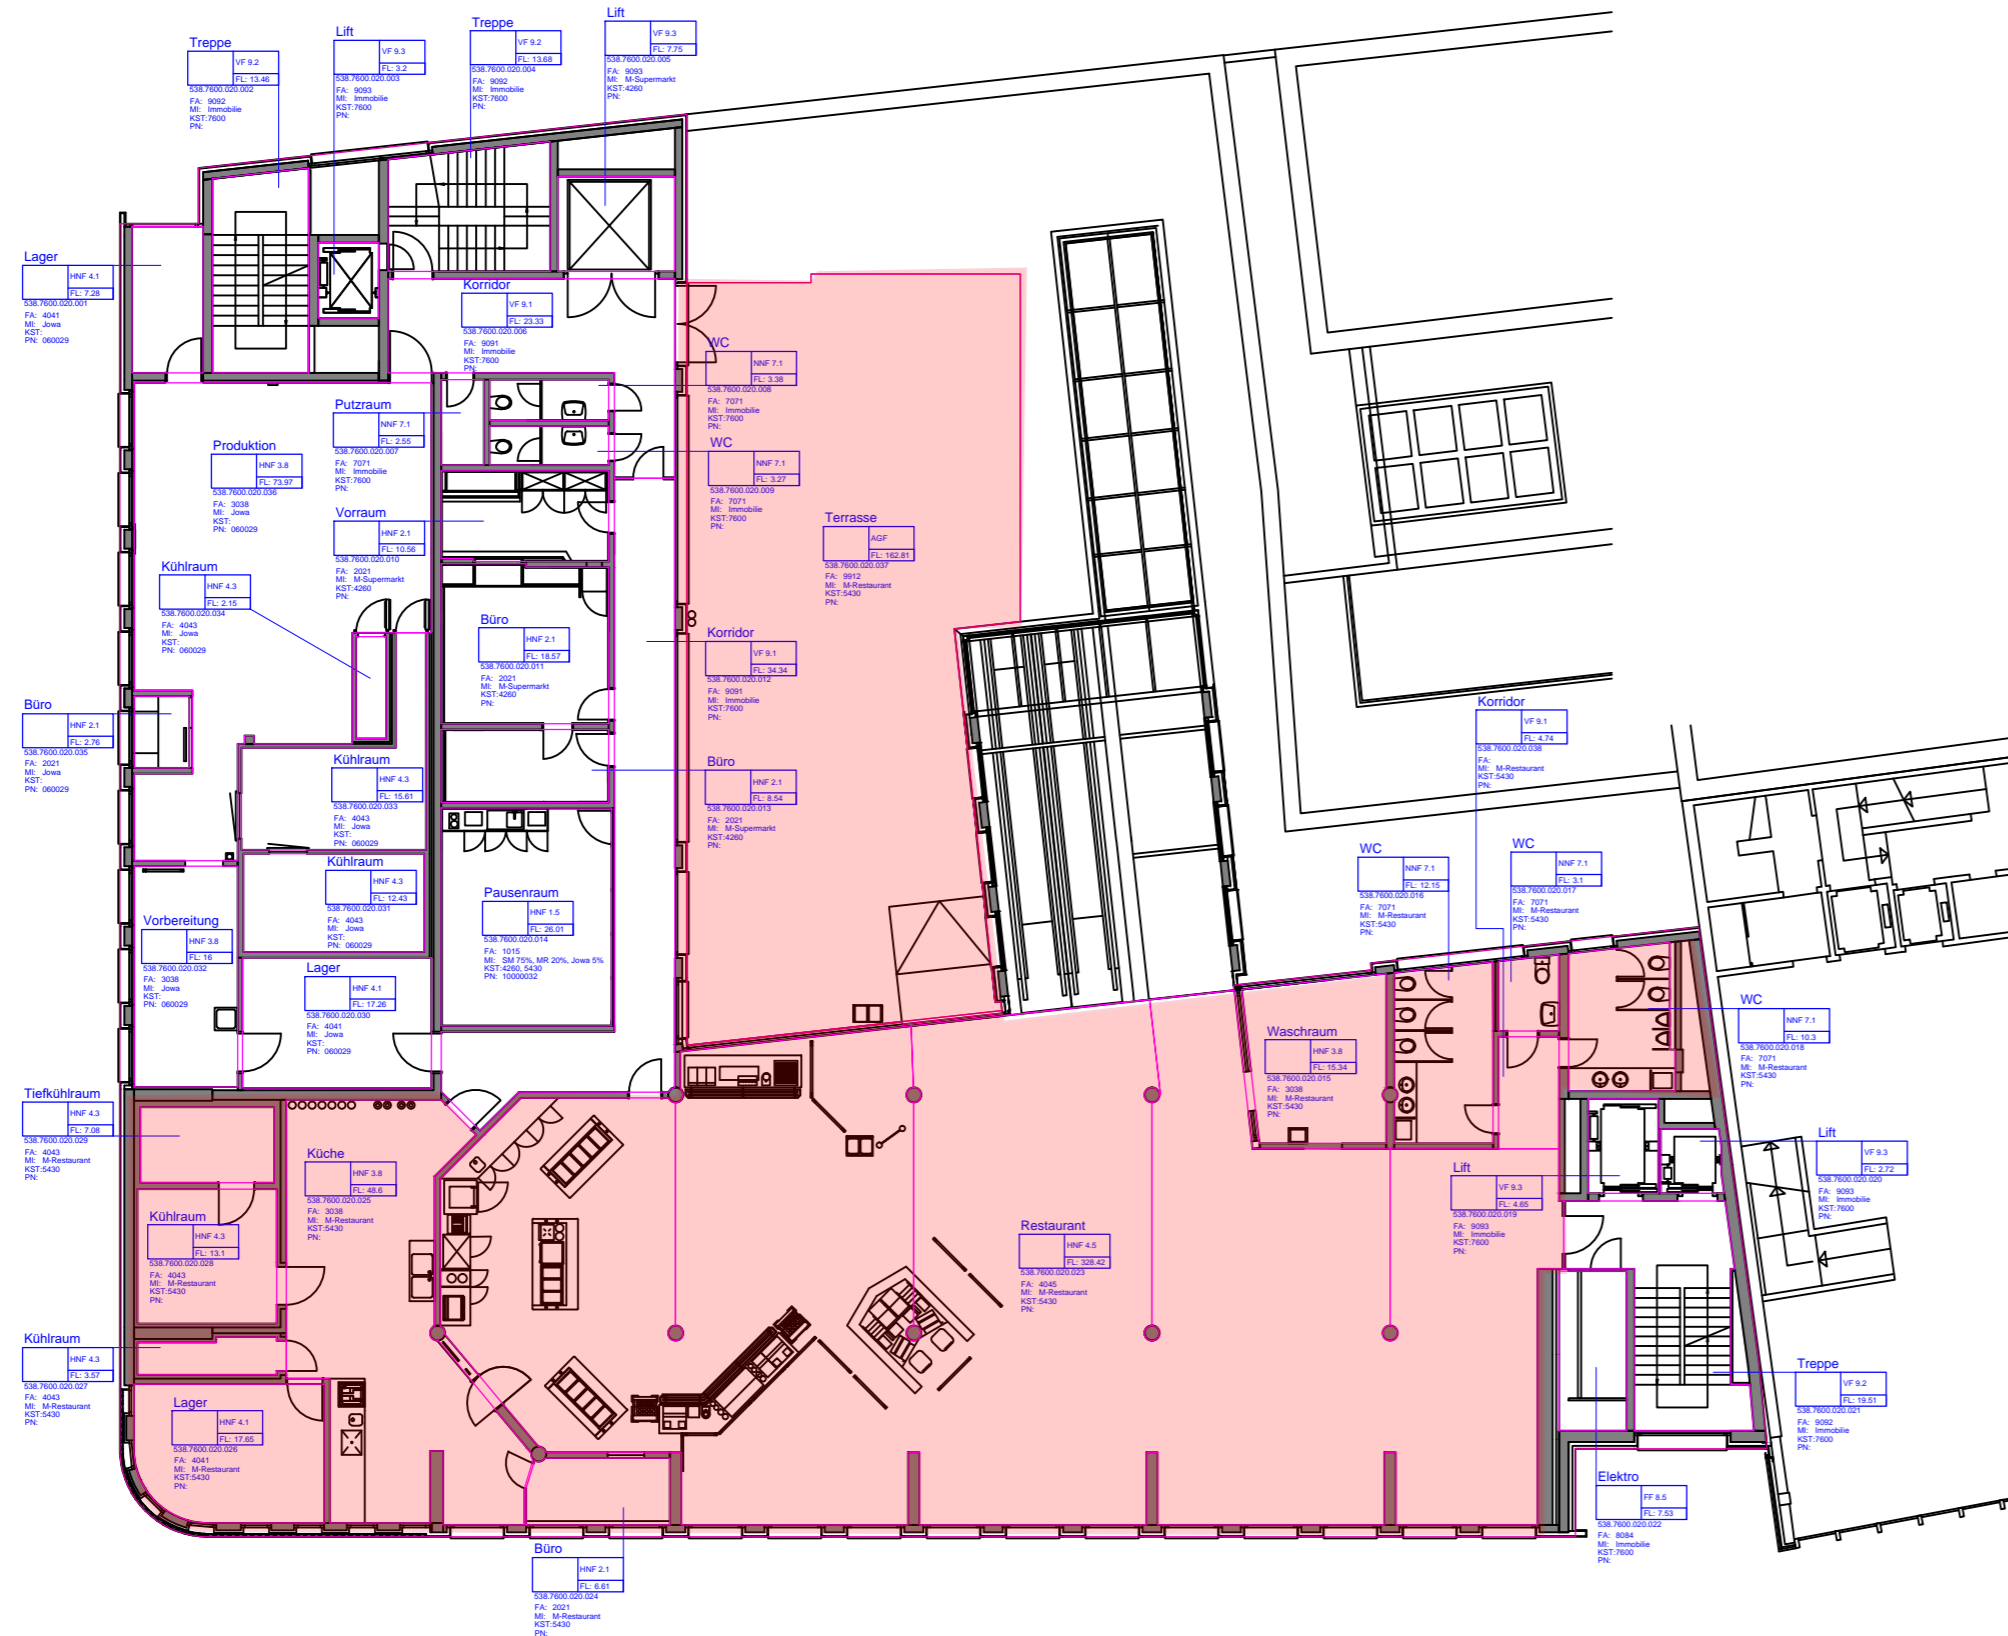 Treppe
VF 9.2
FL: 13.46
538.7600.020.002
FA: 9092
MI: Immobilie
KST:7600
PN:
Lift
VF 9.3
FL: 3.2
538.7600.020.003
FA: 9093
MI: Immobilie
KST:7600
PN:
Treppe
VF 9.2
FL: 13.68
538.7600.020.004
FA: 9092
MI: Immobilie
KST:7600
PN:
Lift
VF 9.3
FL: 7.75
538.7600.020.005
FA: 9093
MI: M-Supermarkt
KST:4260
PN:
Lager
HNF 4.1
FL: 7.28
538.7600.020.001
FA: 4041
MI: Jowa
KST:
PN: 060029
Korridor
VF 9.1
FL: 23.33
538.7600.020.006
FA: 9091
MI: Immobilie
KST:7600
PN:
WC
NNF 7.1
FL: 3.38
538.7600.020.008
FA: 7071
MI: Immobilie
KST:7600
PN:
Putzraum
NNF 7.1
FL: 2.55
538.7600.020.007
FA: 7071
MI: Immobilie
KST:7600
PN:
Produktion
HNF 3.8
FL: 73.97
538.7600.020.036
FA: 3038
MI: Jowa
KST:
PN: 060029
WC
NNF 7.1
FL: 3.27
538.7600.020.009
FA: 7071
MI: Immobilie
KST:7600
PN:
Vorraum
HNF 2.1
FL: 10.56
538.7600.020.010
FA: 2021
MI: M-Supermarkt
KST:4260
PN:
Terrasse
AGF
FL: 162.81
538.7600.020.037
FA: 9912
MI: M-Restaurant
KST:5430
PN:
Kühlraum
HNF 4.3
FL: 2.15
538.7600.020.034
FA: 4043
MI: Jowa
KST:
PN: 060029
Büro
HNF 2.1
FL: 18.57
538.7600.020.011
FA: 2021
MI: M-Supermarkt
KST:4260
PN:
Korridor
VF 9.1
FL: 34.34
538.7600.020.012
FA: 9091
MI: Immobilie
KST:7600
PN:
Büro
HNF 2.1
FL: 2.76
538.7600.020.035
FA: 2021
MI: Jowa
KST:
PN: 060029
Korridor
VF 9.1
FL: 4.74
538.7600.020.038
FA:
MI: M-Restaurant
KST:5430
PN:
Kühlraum
HNF 4.3
FL: 15.61
538.7600.020.033
FA: 4043
MI: Jowa
KST:
PN: 060029
Büro
HNF 2.1
FL: 8.54
538.7600.020.013
FA: 2021
MI: M-Supermarkt
KST:4260
PN:
Kühlraum
HNF 4.3
FL: 12.43
538.7600.020.031
FA: 4043
MI: Jowa
KST:
PN: 060029
WC
NNF 7.1
FL: 12.15
538.7600.020.016
FA: 7071
MI: M-Restaurant
KST:5430
PN:
WC
NNF 7.1
FL: 3.1
538.7600.020.017
FA: 7071
MI: M-Restaurant
KST:5430
PN:
Pausenraum
HNF 1.5
FL: 26.01
538.7600.020.014
FA: 1015
MI: SM 75%, MR 20%, Jowa 5%
KST:4260, 5430
PN: 10000032
Vorbereitung
HNF 3.8
FL: 16
538.7600.020.032
FA: 3038
MI: Jowa
KST:
PN: 060029
Lager
HNF 4.1
FL: 17.26
538.7600.020.030
FA: 4041
MI: Jowa
KST:
PN: 060029
WC
NNF 7.1
FL: 10.3
538.7600.020.018
FA: 7071
MI: M-Restaurant
KST:5430
PN:
Waschraum
HNF 3.8
FL: 15.34
538.7600.020.015
FA: 3038
MI: M-Restaurant
KST:5430
PN:
Tiefkühlraum
HNF 4.3
FL: 7.08
538.7600.020.029
FA: 4043
MI: M-Restaurant
KST:5430
PN:
Küche
HNF 3.8
FL: 48.6
538.7600.020.025
FA: 3038
MI: M-Restaurant
KST:5430
PN:
Lift
VF 9.3
FL: 2.72
538.7600.020.020
FA: 9093
MI: Immobilie
KST:7600
PN:
Lift
VF 9.3
FL: 4.65
538.7600.020.019
FA: 9093
MI: Immobilie
KST:7600
PN:
Kühlraum
HNF 4.3
FL: 13.1
538.7600.020.028
FA: 4043
MI: M-Restaurant
KST:5430
PN:
Restaurant
HNF 4.5
FL: 328.42
538.7600.020.023
FA: 4045
MI: M-Restaurant
KST:5430
PN:
Kühlraum
HNF 4.3
FL: 3.57
538.7600.020.027
FA: 4043
MI: M-Restaurant
KST:5430
PN:
Treppe
VF 9.2
FL: 19.51
538.7600.020.021
FA: 9092
MI: Immobilie
KST:7600
PN:
Lager
HNF 4.1
FL: 17.65
538.7600.020.026
FA: 4041
MI: M-Restaurant
KST:5430
PN:
Elektro
FF 8.5
FL: 7.53
538.7600.020.022
FA: 8084
MI: Immobilie
KST:7600
PN:
Büro
HNF 2.1
FL: 6.61
538.7600.020.024
FA: 2021
MI: M-Restaurant
KST:5430
PN: